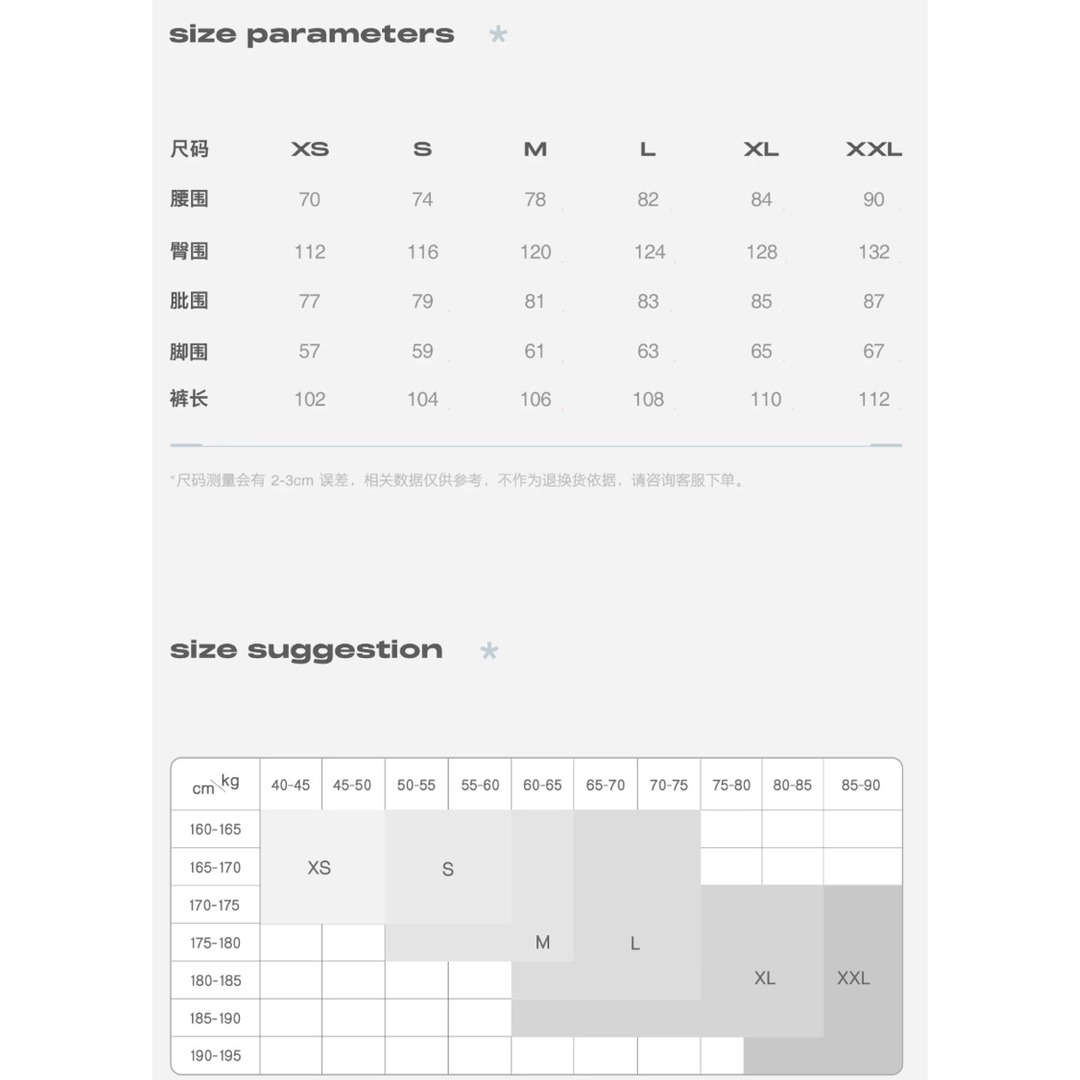 size parameters *
尺码 XS S M L XL XXL
腰围 70 74 78 82 84 90
臀围 112 116 120 124 128 132
肶围 77 79 81 83 85 87
脚围 57 59 61 63 65 67
裤长 102 104 106 108 110 112
*尺码测量会有 2-3cm 误差，相关数据仅供参考，不作为退换货依据，请咨询客服下单。
size suggestion *
cm\kg 40-45 45-50 50-55 55-60 60-65 65-70 70-75 75-80 80-85 85-90
160-165
165-170 XS S
170-175
175-180 M L
180-185 XL XXL
185-190
190-195